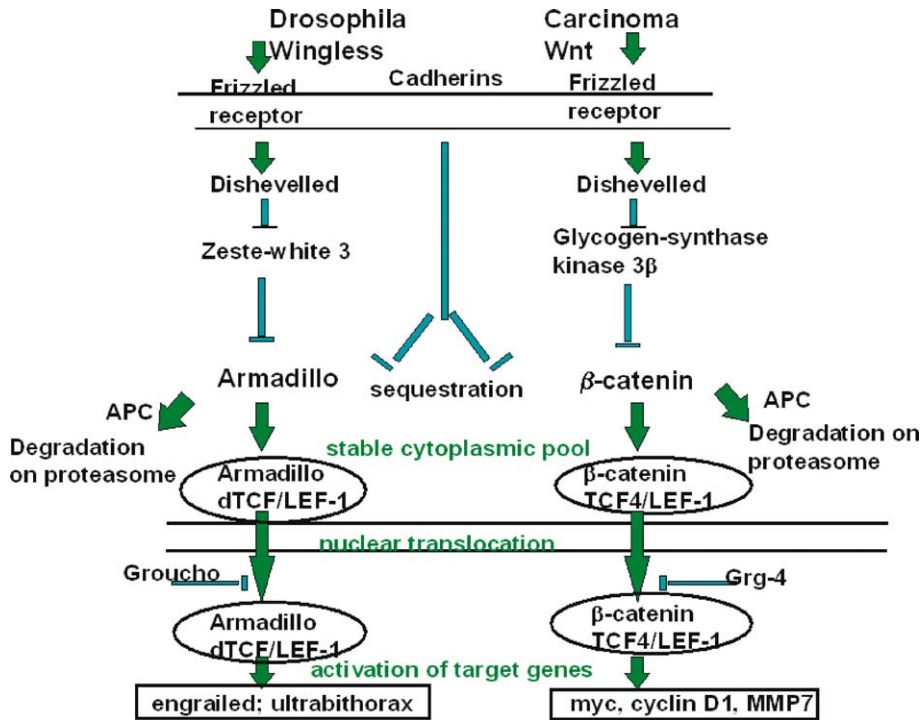 Drosophila
Wingless
Carcinoma
Wnt
Cadherins
Frizzled
receptor
Frizzled
receptor
Dishevelled
Dishevelled
Zeste-white 3
Glycogen-synthase
kinase 3β
Armadillo
sequestration
β-catenin
APC
Degradation
on proteasome
APC
Degradation on
proteasome
stable cytoplasmic pool
Armadillo
dTCF/LEF-1
β-catenin
TCF4/LEF-1
nuclear translocation
Groucho
Grg-4
Armadillo
dTCF/LEF-1
β-catenin
TCF4/LEF-1
activation of target genes
engrailed; ultrabithorax
myc, cyclin D1, MMP7